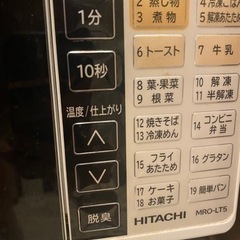 1分
10秒
温度/仕上がり
脱臭
2 蒸し物
3 煮物
6 トースト
7 牛乳
8 葉・果菜
9 根菜
10 解凍
11 半解凍
12 焼きそば
13 冷凍めん
14 コンビニ
弁当
15 フライ
あたため
16 グラタン
17 ケーキ
18 お菓子
19 簡単パン
HITACHI
MRO-LT5